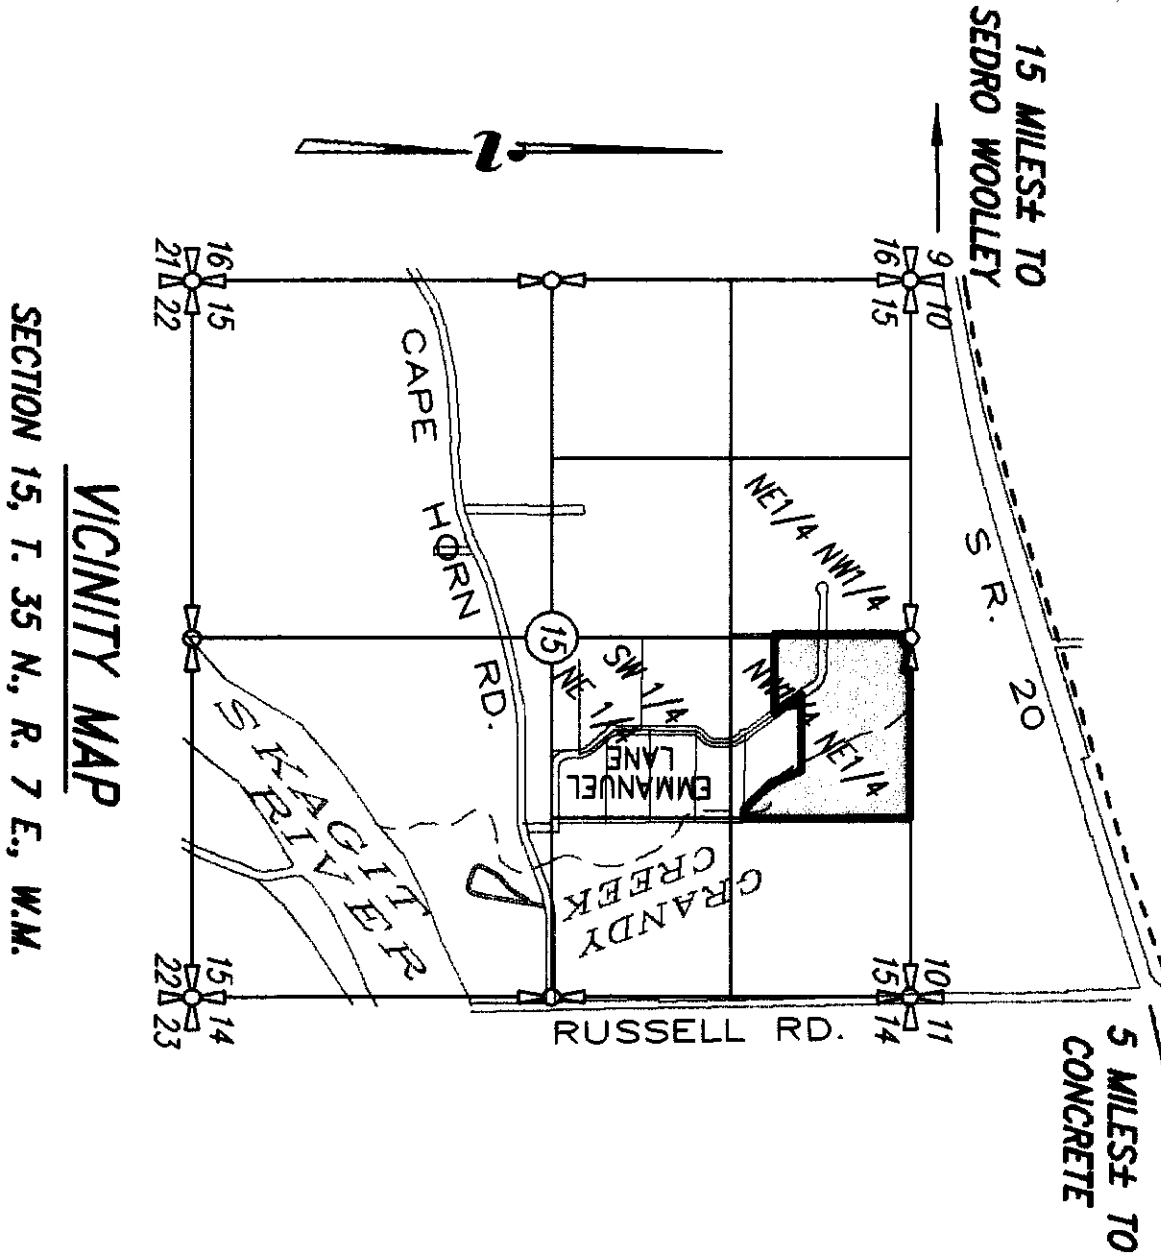 15 MILES± TO
SEDRO WOOLLEY
5 MILES± TO
CONCRETE
S R. 20
9 10
16 15
10 11
15 14
NE1/4 NW1/4
NW1/4 NE1/4
SW 1/4
NE 1/4
15
EMMANUEL
LANE
GRANDY
CREEK
RUSSELL RD.
CAPE HORN RD.
SKAGIT
RIVER
16 15
21 22
15 14
22 23
VICINITY MAP
SECTION 15, T. 35 N., R. 7 E., W.M.